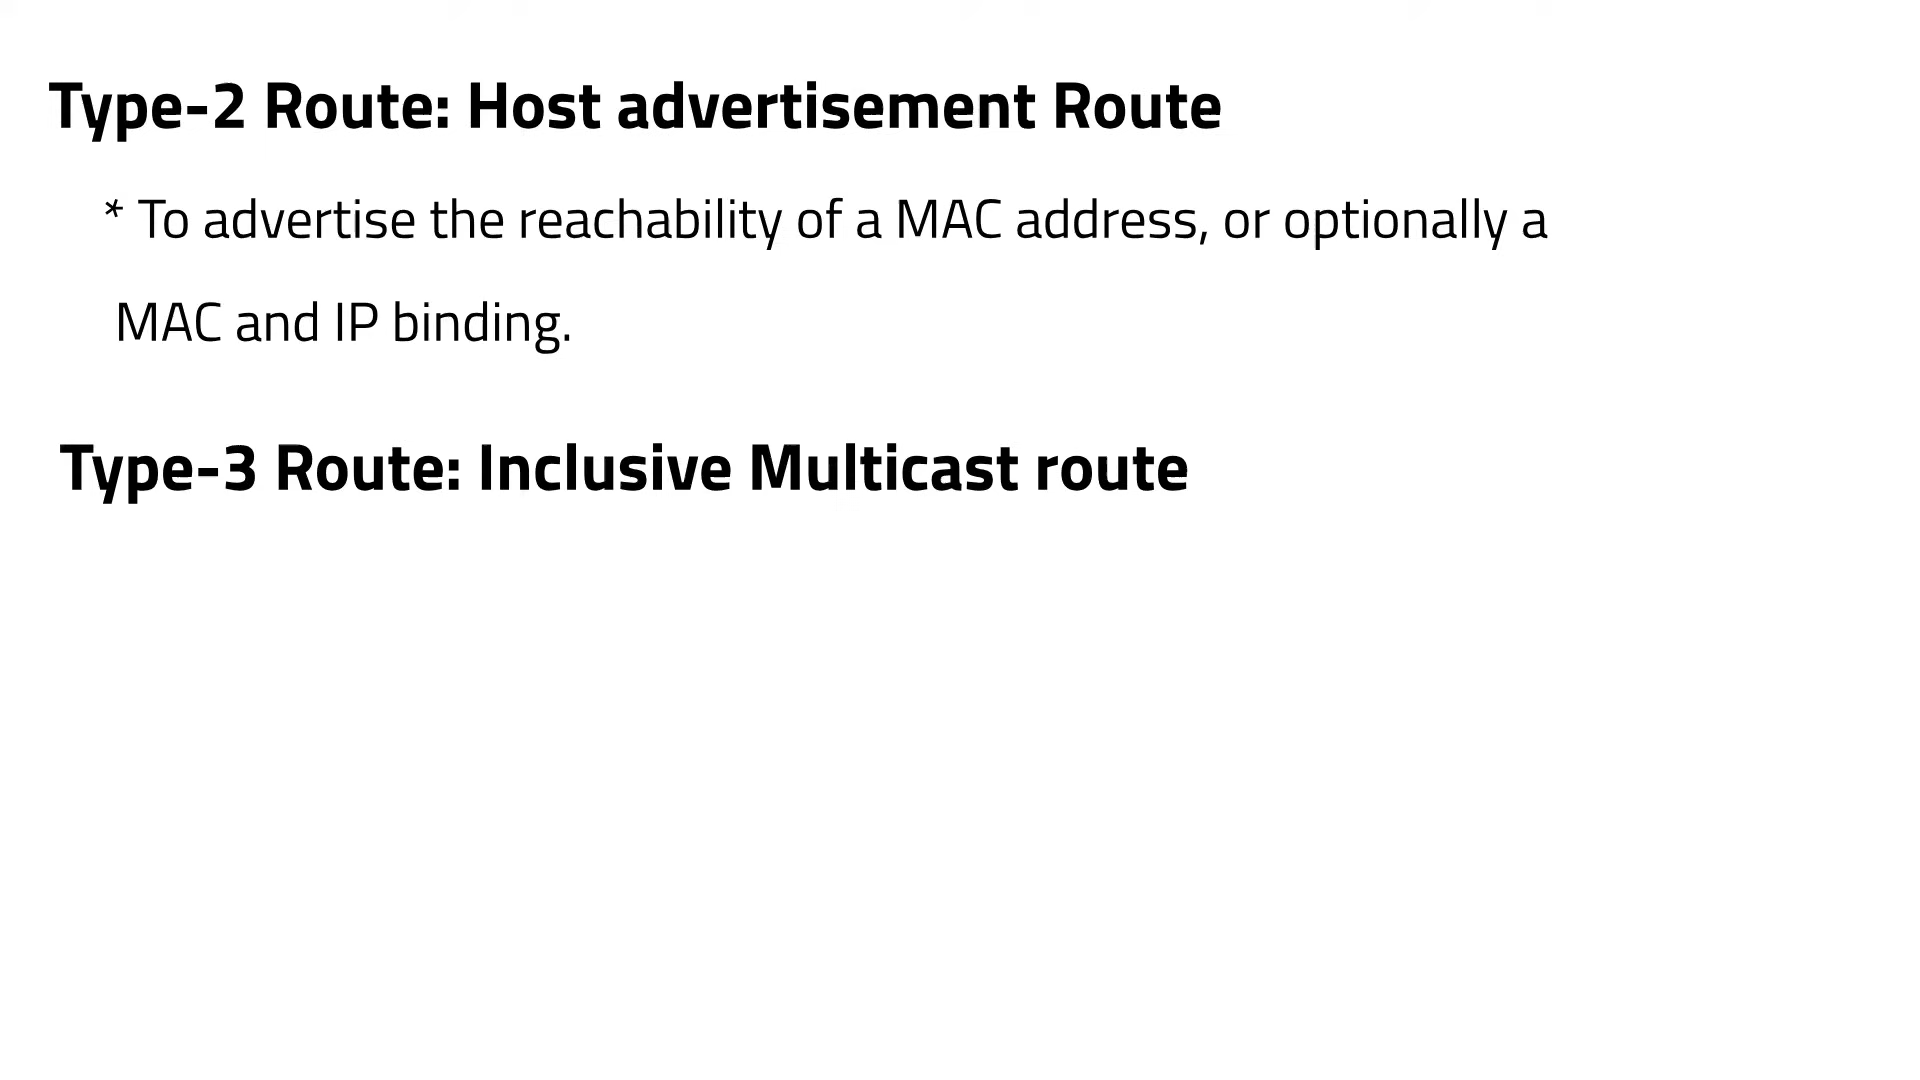 Type-2 Route: Host advertisement Route
* To advertise the reachability of a MAC address, or optionally a
MAC and IP binding.
Type-3 Route: Inclusive Multicast route